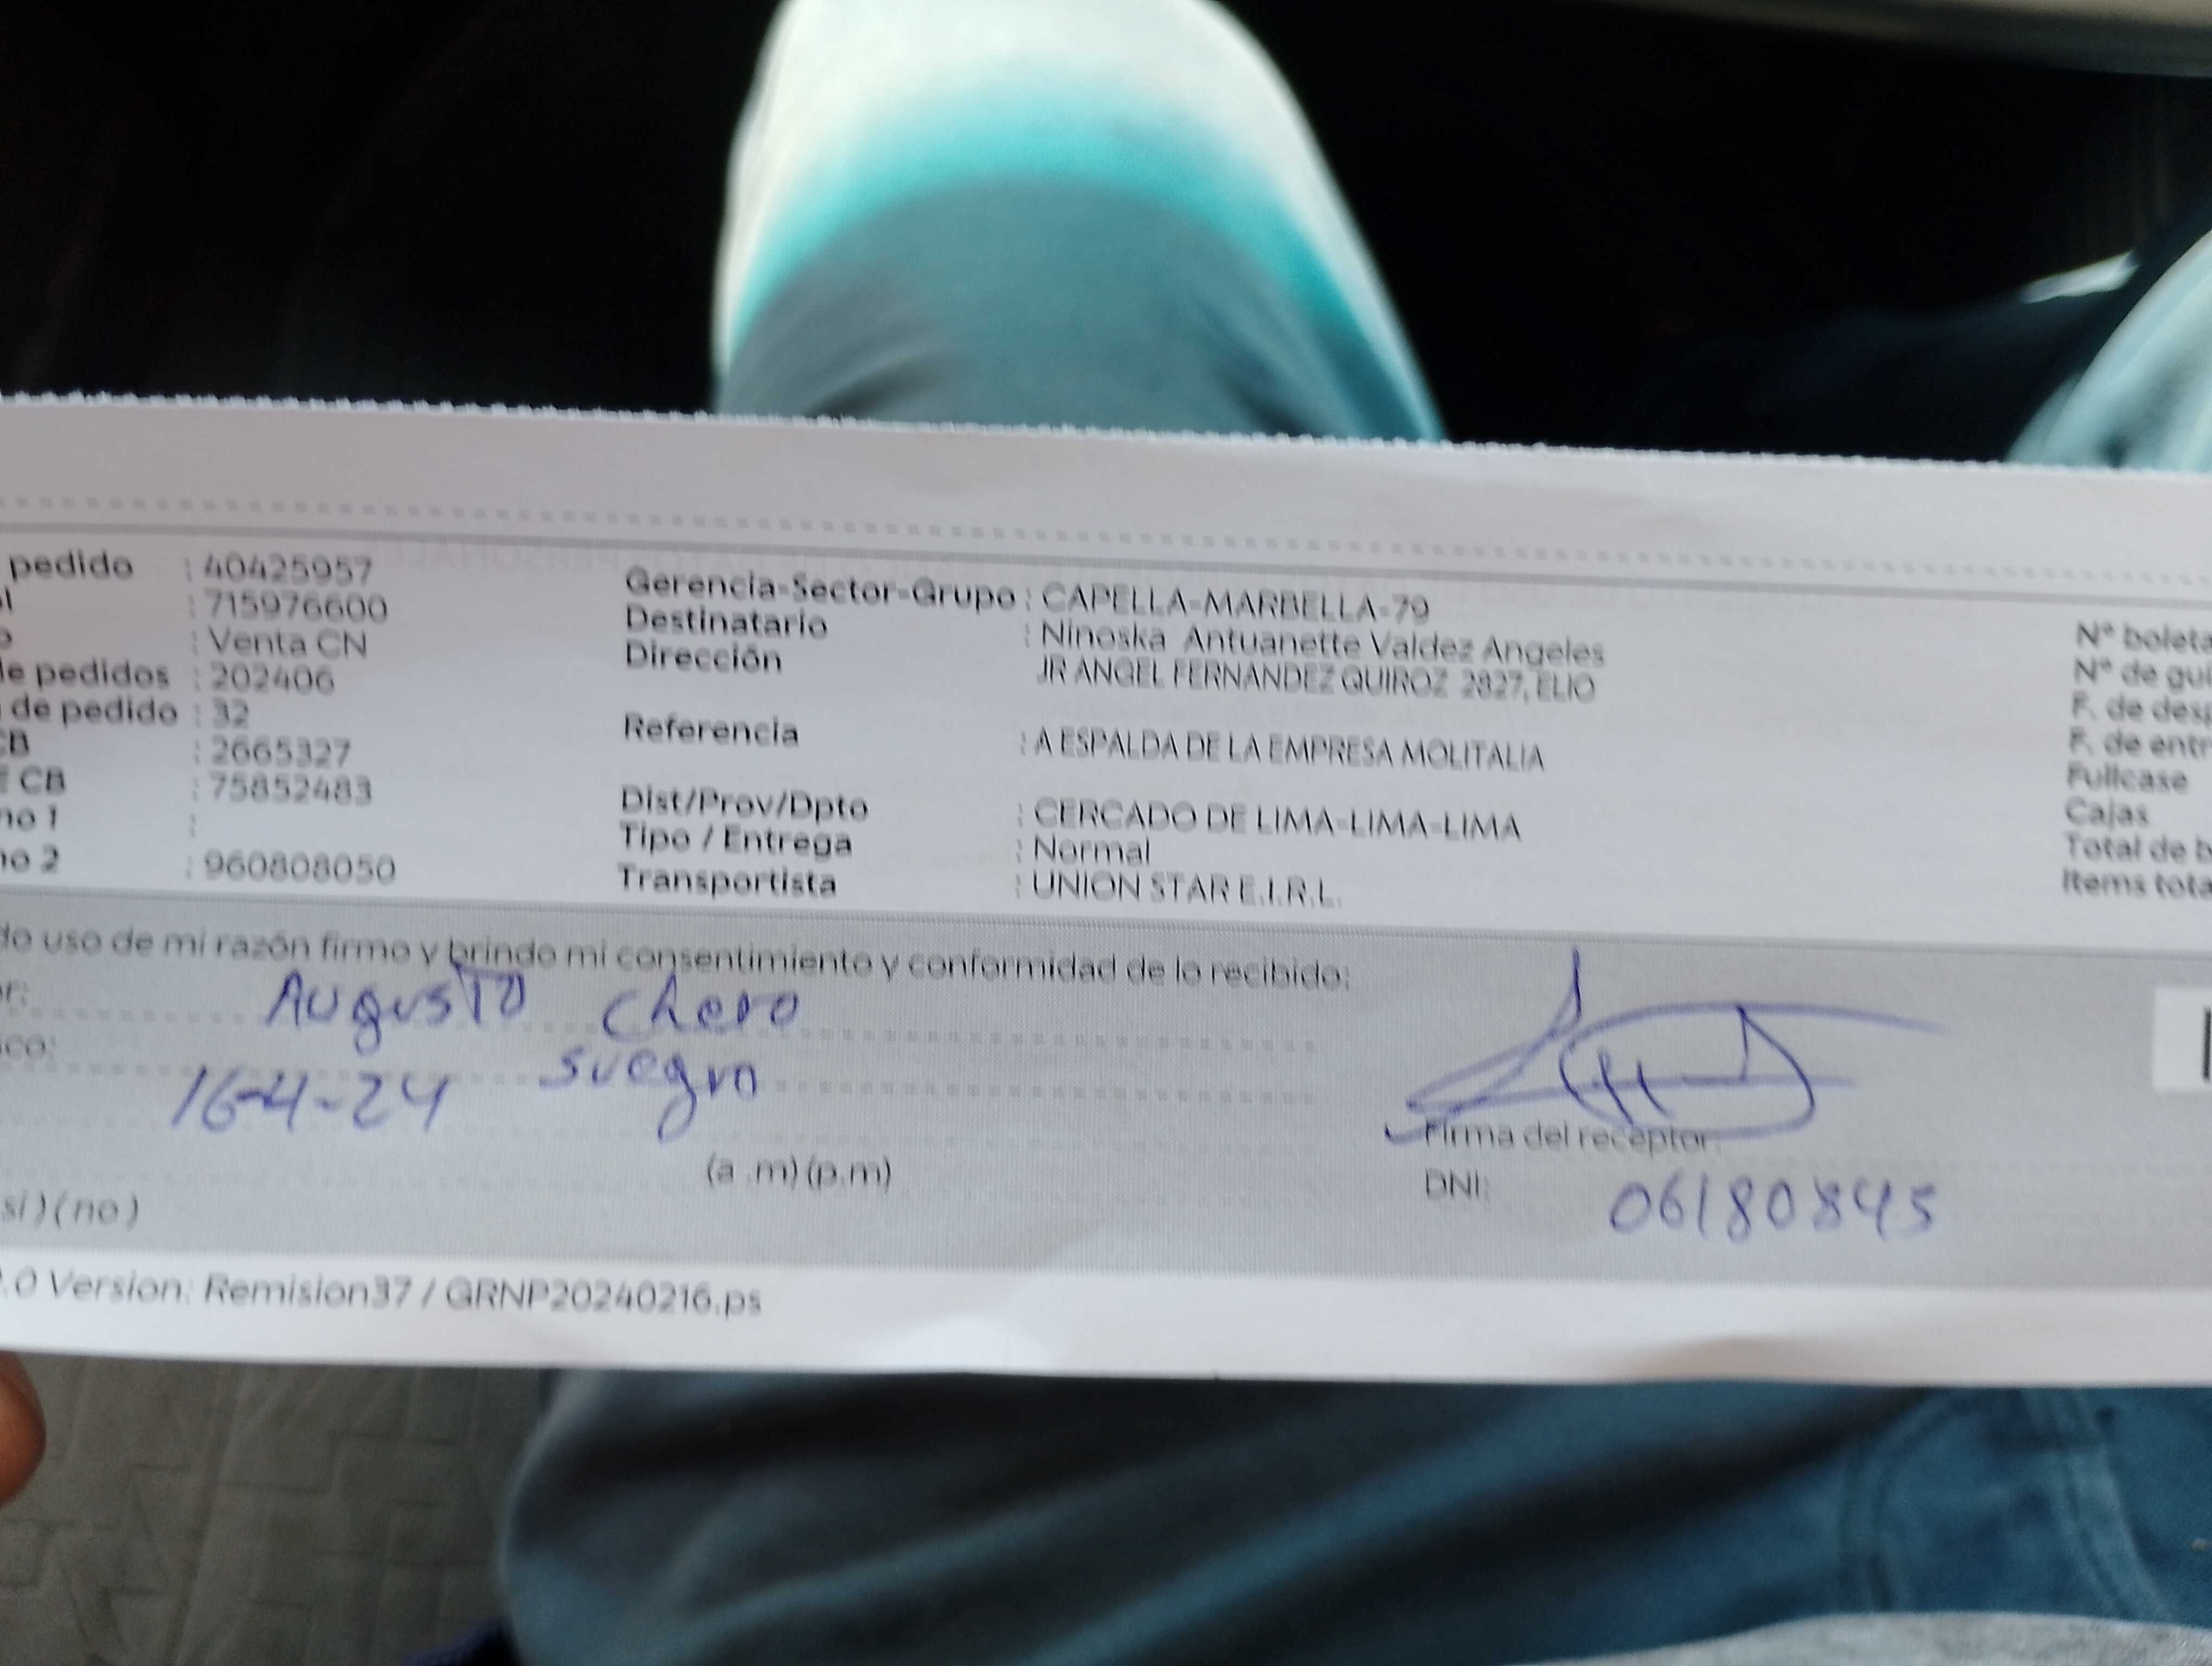 pedido : 40425957
: 715976600
: Venta CN
de pedidos : 202406
de pedido : 32
CB : 2665327
E CB : 75852483
no 1 :
no 2 : 960808050
Gerencia-Sector-Grupo : CAPELLA-MARBELLA-79
Destinatario : Ninoska Antuanette Valdez Angeles
Dirección JR ANGEL FERNANDEZ QUIROZ 2827, ELIO
Referencia : A ESPALDA DE LA EMPRESA MOLITALIA
Dist/Prov/Dpto : CERCADO DE LIMA-LIMA-LIMA
Tipo / Entrega : Normal
Transportista : UNION STAR E.I.R.L.
N° boleta
N° de gui
F. de des
F. de entr
Fullcase
Cajas
Total de b
Items tota
do uso de mi razón firmo y brindo mi consentimiento y conformidad de lo recibido:
or: Augusto Chero
co: suegro
16-4-24
(a .m) (p.m)
si ) ( no )
Firma del receptor:
DNI: 06180845
.0 Version: Remision37 / GRNP20240216.ps